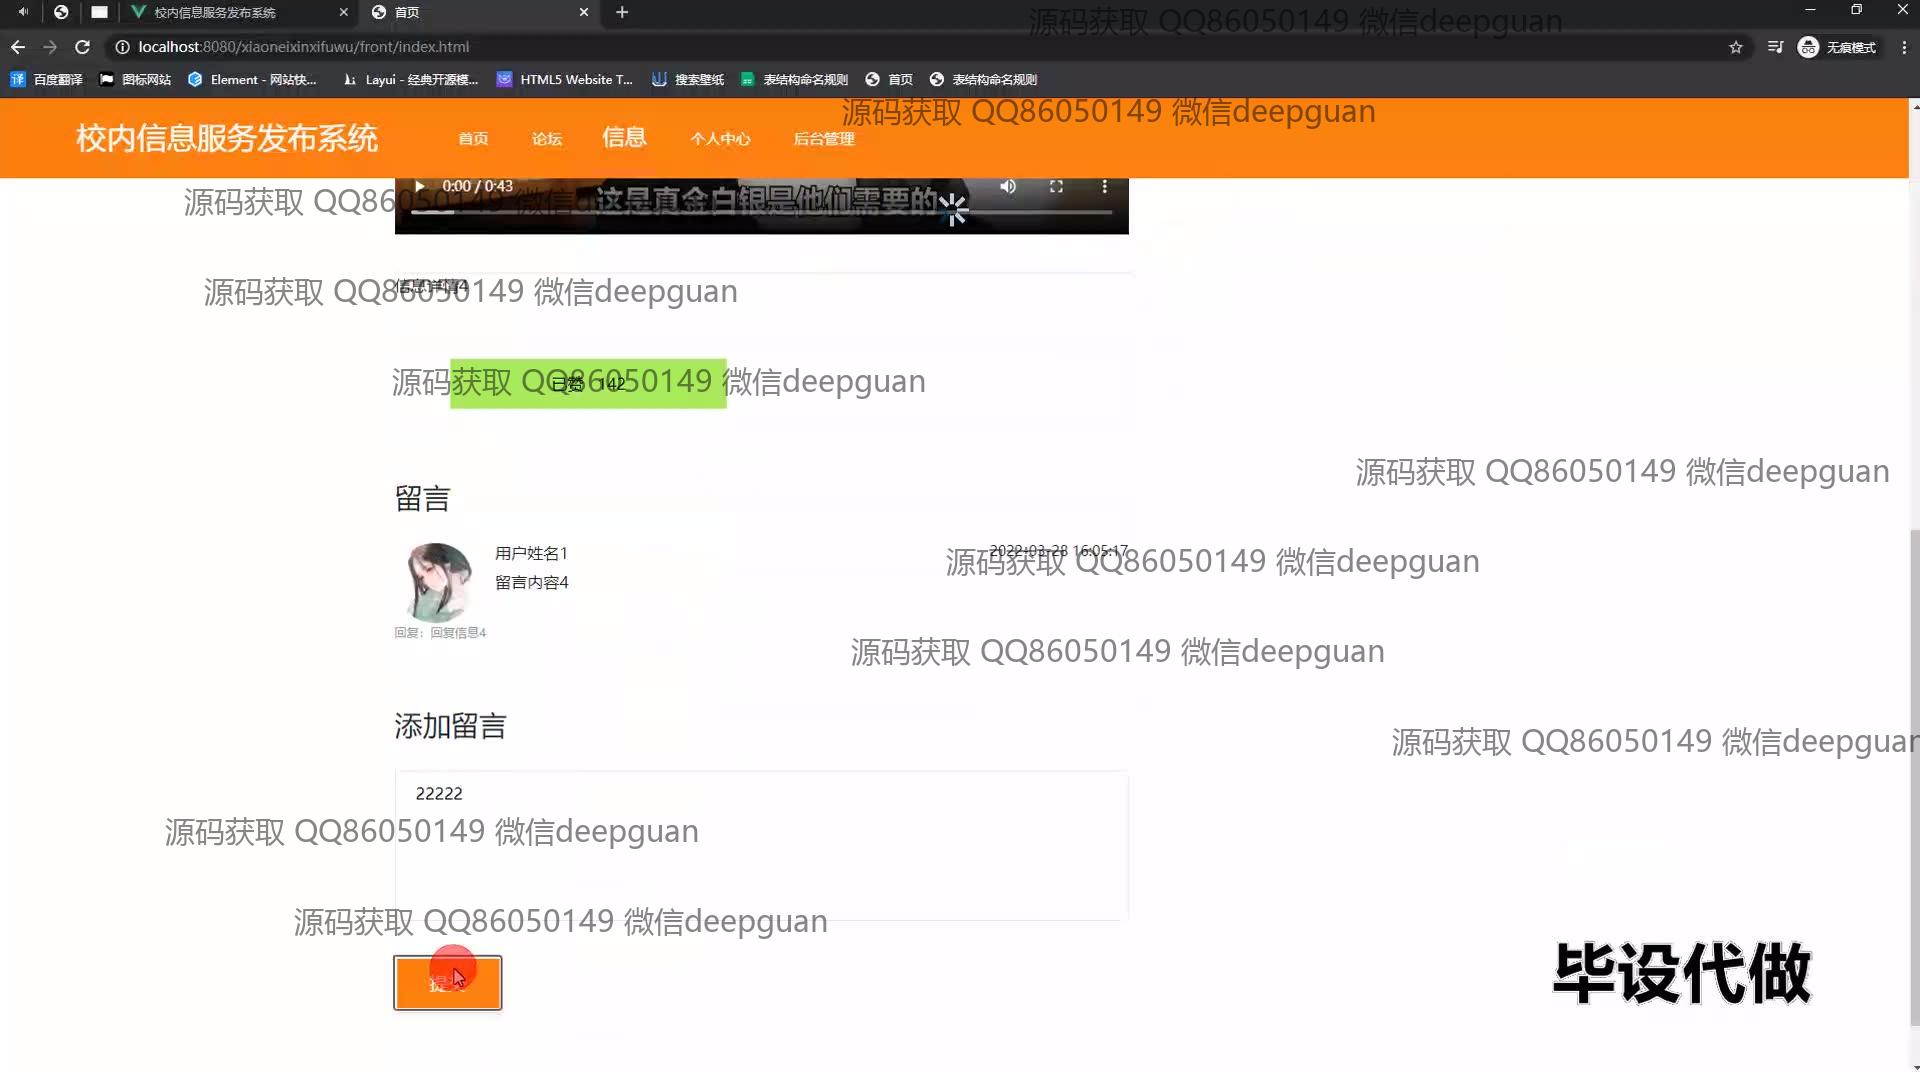 校内信息服务发布系统
首页
源码获取 QQ86050149 微信deepguan
localhost:8080/xiaoneixinxifuwu/front/index.html
无痕模式
百度翻译
图标网站
Element - 网站快...
Layui - 经典开源模...
HTML5 Website T...
搜索壁纸
表结构命名规则
首页
表结构命名规则
源码获取 QQ86050149 微信deepguan
校内信息服务发布系统
首页
论坛
信息
个人中心
后台管理
0:00 / 0:43
源码获取 QQ86050149 微信deepguan
这是真金白银是他们需要的
信息详情4
源码获取 QQ86050149 微信deepguan
已赞 142
源码获取 QQ86050149 微信deepguan
源码获取 QQ86050149 微信deepguan
留言
用户姓名1
2022-03-28 16:05:17
源码获取 QQ86050149 微信deepguan
留言内容4
回复：回复信息4
源码获取 QQ86050149 微信deepguan
添加留言
源码获取 QQ86050149 微信deepguan
22222
源码获取 QQ86050149 微信deepguan
源码获取 QQ86050149 微信deepguan
提交
毕设代做